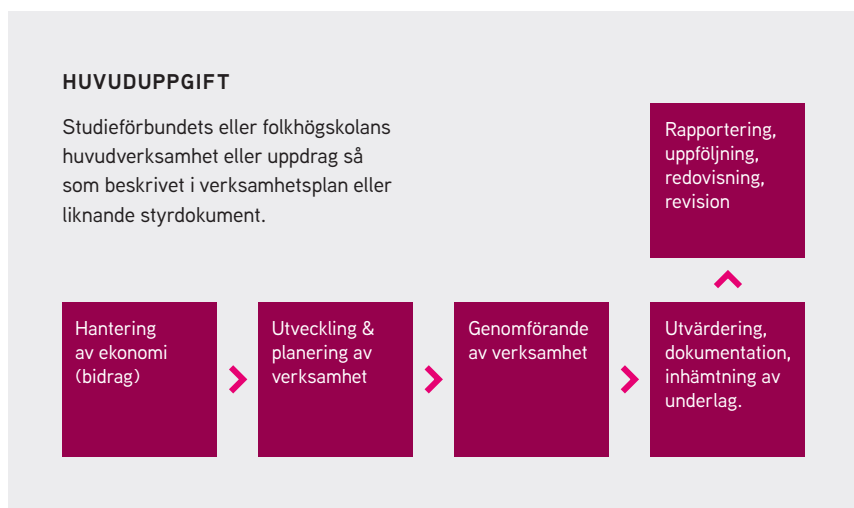 HUVUDUPPGIFT
Studieförbundets eller folkhögskolans
huvudverksamhet eller uppdrag så
som beskrivet i verksamhetsplan eller
liknande styrdokument.
Hantering
av ekonomi
(bidrag)
Utveckling &
planering av
verksamhet
Genomförande
av verksamhet
Utvärdering,
dokumentation,
inhämtning av
underlag.
Rapportering,
uppföljning,
redovisning,
revision